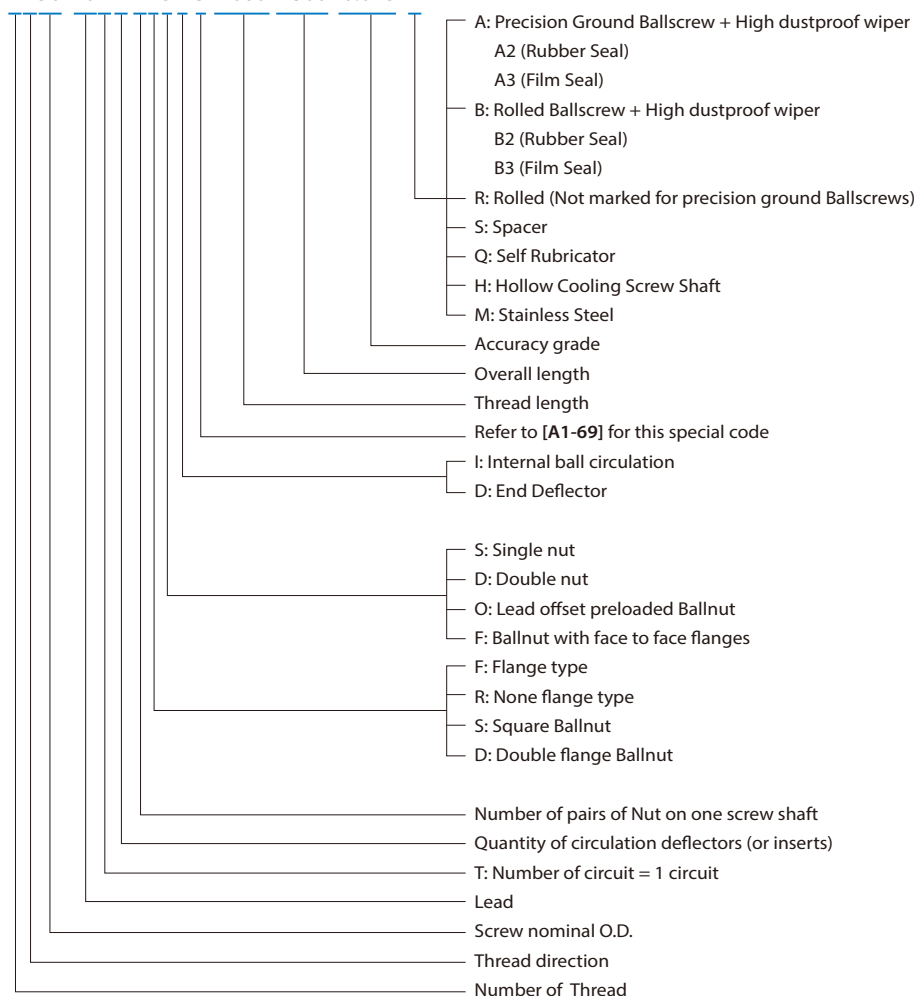 A: Precision Ground Ballscrew + High dustproof wiper
A2 (Rubber Seal)
A3 (Film Seal)
B: Rolled Ballscrew + High dustproof wiper
B2 (Rubber Seal)
B3 (Film Seal)
R: Rolled (Not marked for precision ground Ballscrews)
S: Spacer
Q: Self Rubricator
H: Hollow Cooling Screw Shaft
M: Stainless Steel
Accuracy grade
Overall length
Thread length
Refer to [A1-69] for this special code
I: Internal ball circulation
D: End Deflector
S: Single nut
D: Double nut
O: Lead offset preloaded Ballnut
F: Ballnut with face to face flanges
F: Flange type
R: None flange type
S: Square Ballnut
D: Double flange Ballnut
Number of pairs of Nut on one screw shaft
Quantity of circulation deflectors (or inserts)
T: Number of circuit = 1 circuit
Lead
Screw nominal O.D.
Thread direction
Number of Thread